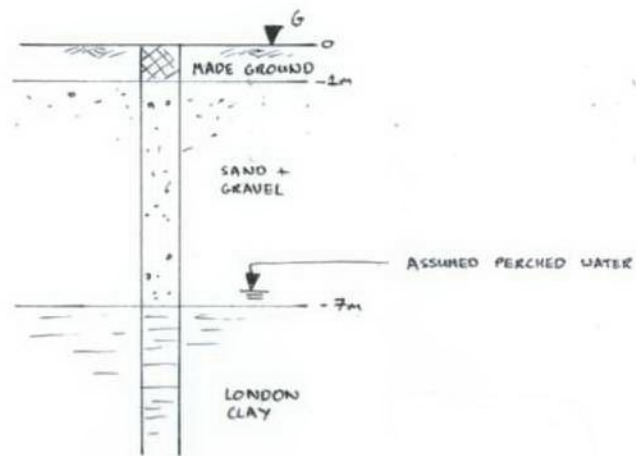 G
0
MADE GROUND
-1m
SAND +
GRAVEL
ASSUMED PERCHED WATER
-7m
LONDON
CLAY